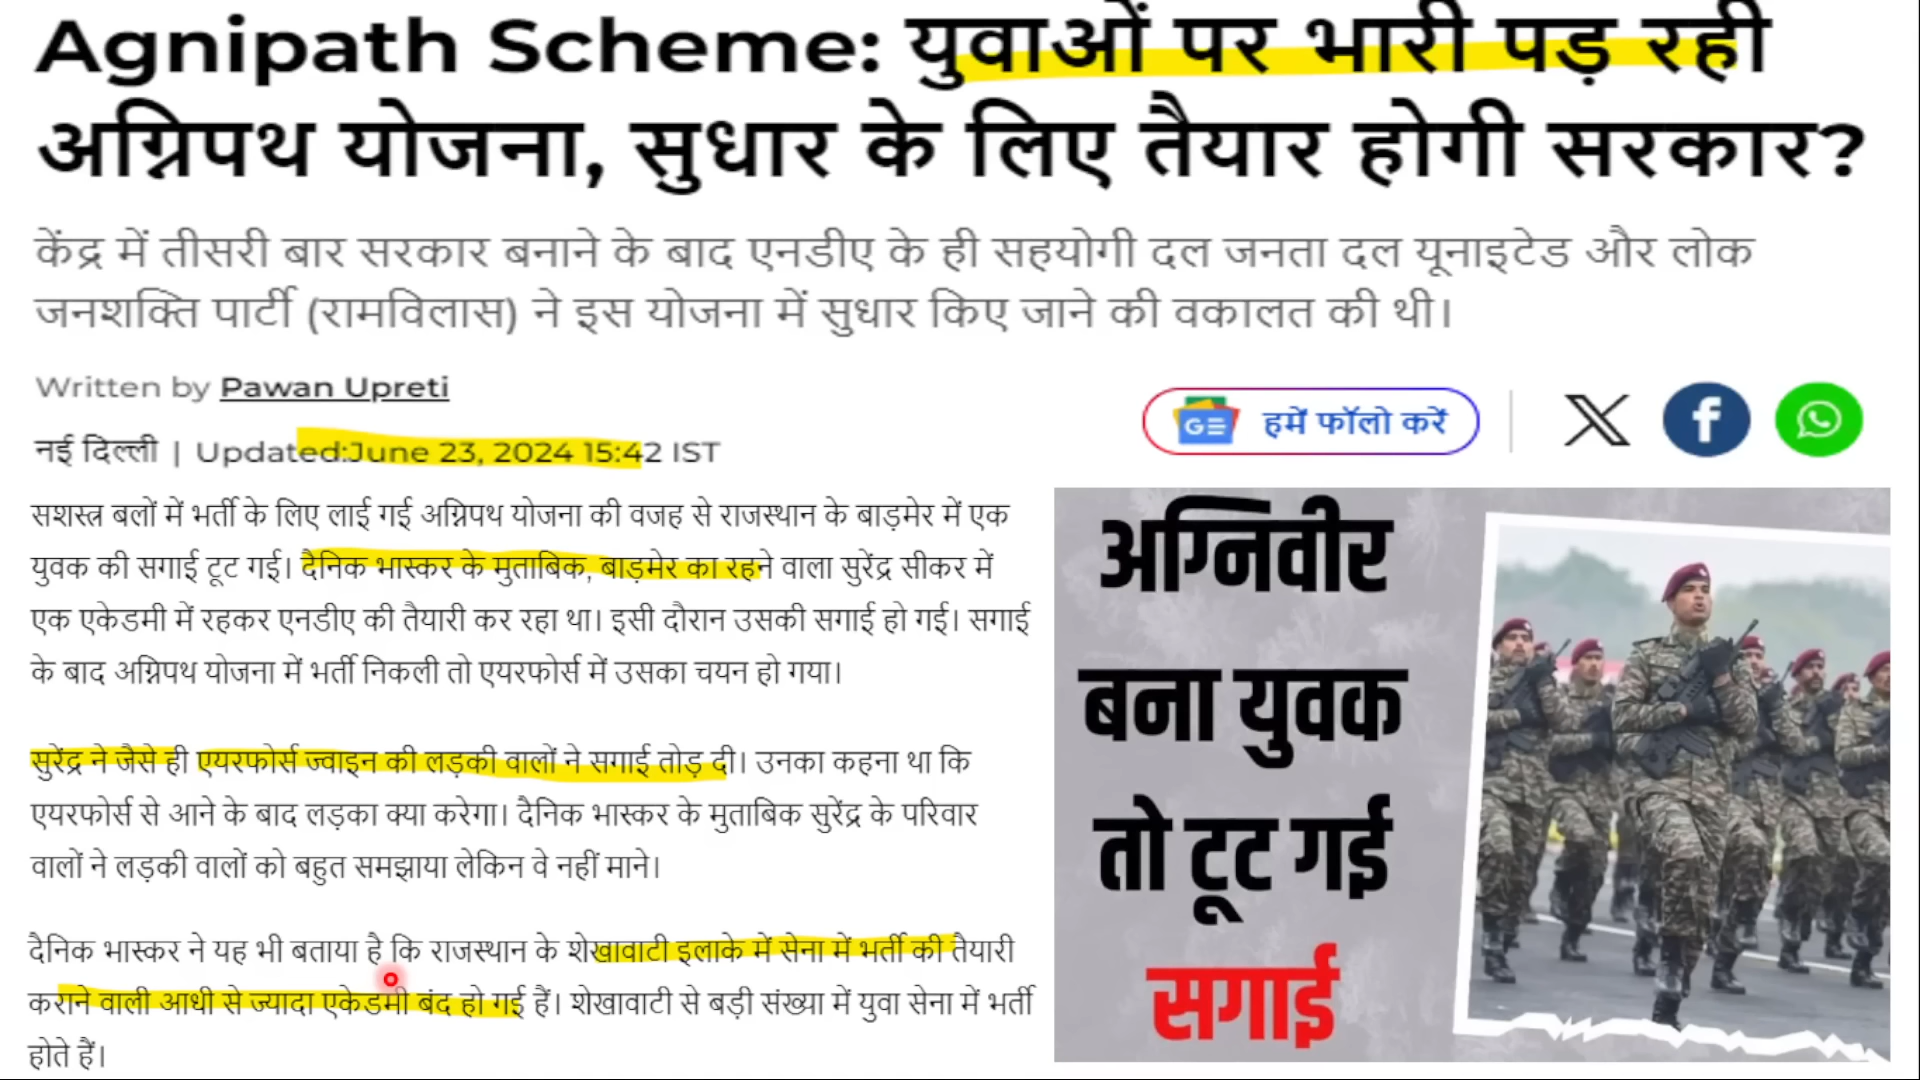 Agnipath Scheme: युवाओं पर भारी पड़ रही
अग्निपथ योजना, सुधार के लिए तैयार होगी सरकार?
केंद्र में तीसरी बार सरकार बनाने के बाद एनडीए के ही सहयोगी दल जनता दल यूनाइटेड और लोक
जनशक्ति पार्टी (रामविलास) ने इस योजना में सुधार किए जाने की वकालत की थी।
Written by Pawan Upreti
नई दिल्ली | Updated:June 23, 2024 15:42 IST
GE हमें फॉलो करें
सशस्त्र बलों में भर्ती के लिए लाई गई अग्निपथ योजना की वजह से राजस्थान के बाड़मेर में एक
युवक की सगाई टूट गई। दैनिक भास्कर के मुताबिक, बाड़मेर का रहने वाला सुरेंद्र सीकर में
एक एकेडमी में रहकर एनडीए की तैयारी कर रहा था। इसी दौरान उसकी सगाई हो गई। सगाई
के बाद अग्निपथ योजना में भर्ती निकली तो एयरफोर्स में उसका चयन हो गया।
सुरेंद्र ने जैसे ही एयरफोर्स ज्वाइन की लड़की वालों ने सगाई तोड़ दी। उनका कहना था कि
एयरफोर्स से आने के बाद लड़का क्या करेगा। दैनिक भास्कर के मुताबिक सुरेंद्र के परिवार
वालों ने लड़की वालों को बहुत समझाया लेकिन वे नहीं माने।
दैनिक भास्कर ने यह भी बताया है कि राजस्थान के शेखावाटी इलाके में सेना में भर्ती की तैयारी
कराने वाली आधी से ज्यादा एकेडमी बंद हो गई हैं। शेखावाटी से बड़ी संख्या में युवा सेना में भर्ती
होते हैं।
अग्निवीर
बना युवक
तो टूट गई
सगाई